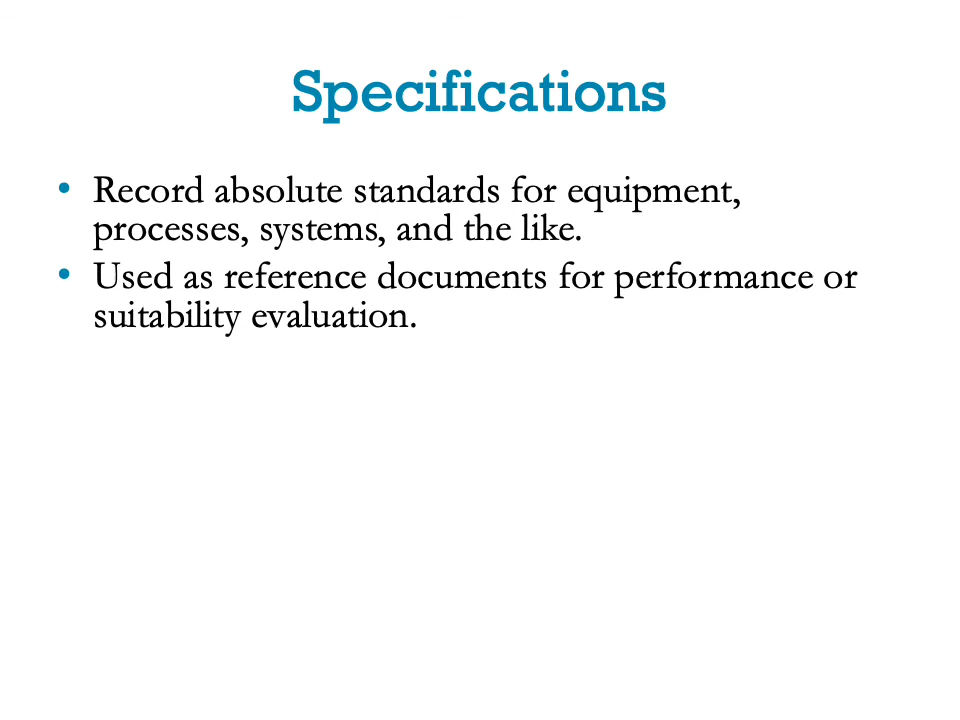 Specifications
• Record absolute standards for equipment,
processes, systems, and the like.
• Used as reference documents for performance or
suitability evaluation.